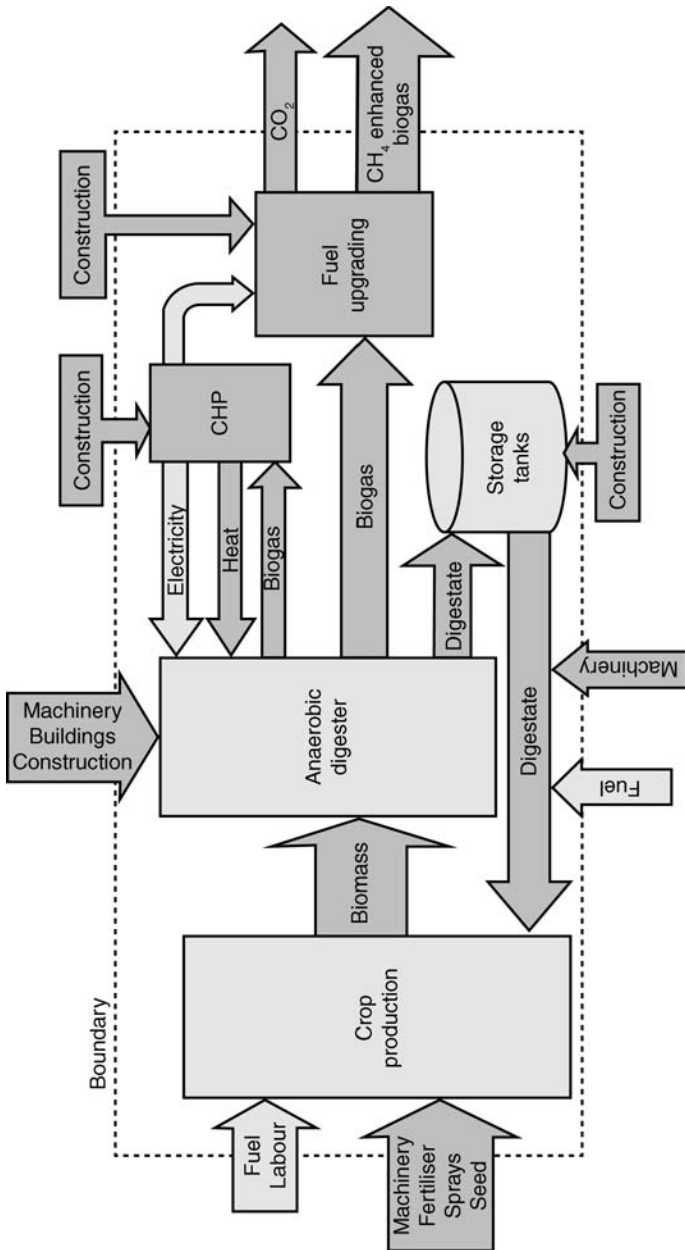 Boundary
Fuel
Labour
Machinery
Fertiliser
Sprays
Seed
Crop
production
Biomass
Machinery
Buildings
Construction
Anaerobic
digester
Electricity
Heat
Biogas
Biogas
Digestate
Digestate
Fuel
Machinery
Construction
CHP
Construction
Fuel
upgrading
Storage
tanks
Construction
CO₂
CH₄ enhanced
biogas